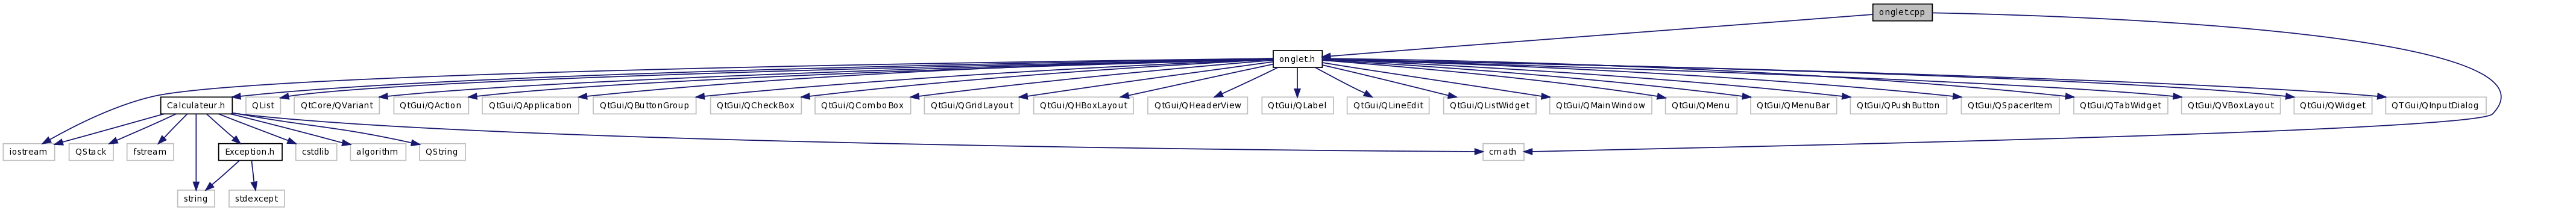 onglet.cpp
onglet.h
Calculateur.h
QList
QtCore/QVariant
QtGui/QAction
QtGui/QApplication
QtGui/QButtonGroup
QtGui/QCheckBox
QtGui/QComboBox
QtGui/QGridLayout
QtGui/QHBoxLayout
QtGui/QHeaderView
QtGui/QLabel
QtGui/QLineEdit
QtGui/QListWidget
QtGui/QMainWindow
QtGui/QMenu
QtGui/QMenuBar
QtGui/QPushButton
QtGui/QSpacerItem
QtGui/QTabWidget
QtGui/QVBoxLayout
QtGui/QWidget
QTGui/QInputDialog
iostream
QStack
fstream
Exception.h
cstdlib
algorithm
QString
cmath
string
stdexcept